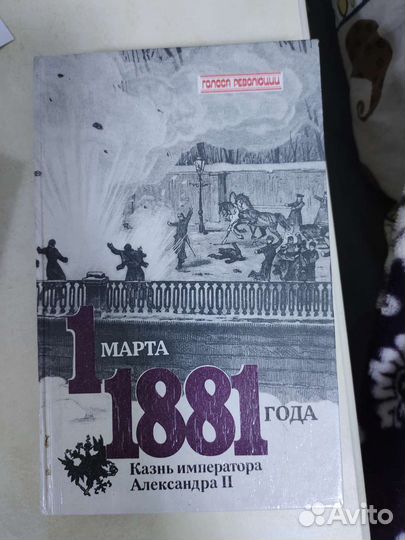 ГОЛОСА РЕВОЛЮЦИИ
1 МАРТА
1881 ГОДА
Казнь императора
Александра II
Avito